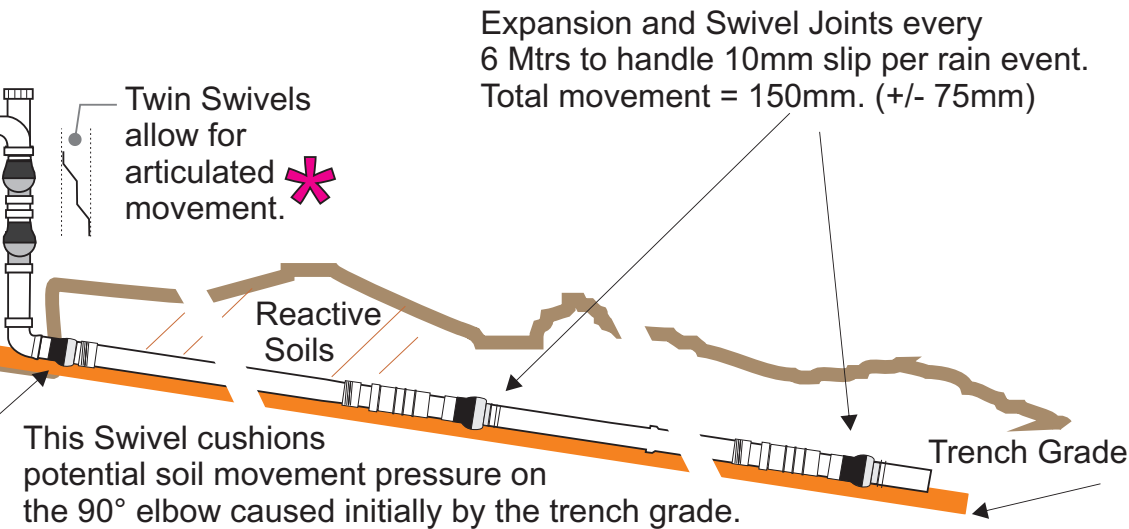 Expansion and Swivel Joints every
6 Mtrs to handle 10mm slip per rain event.
Total movement = 150mm. (+/- 75mm)
Twin Swivels
allow for
articulated
movement.*
Reactive
Soils
Trench Grade
This Swivel cushions
potential soil movement pressure on
the 90° elbow caused initially by the trench grade.